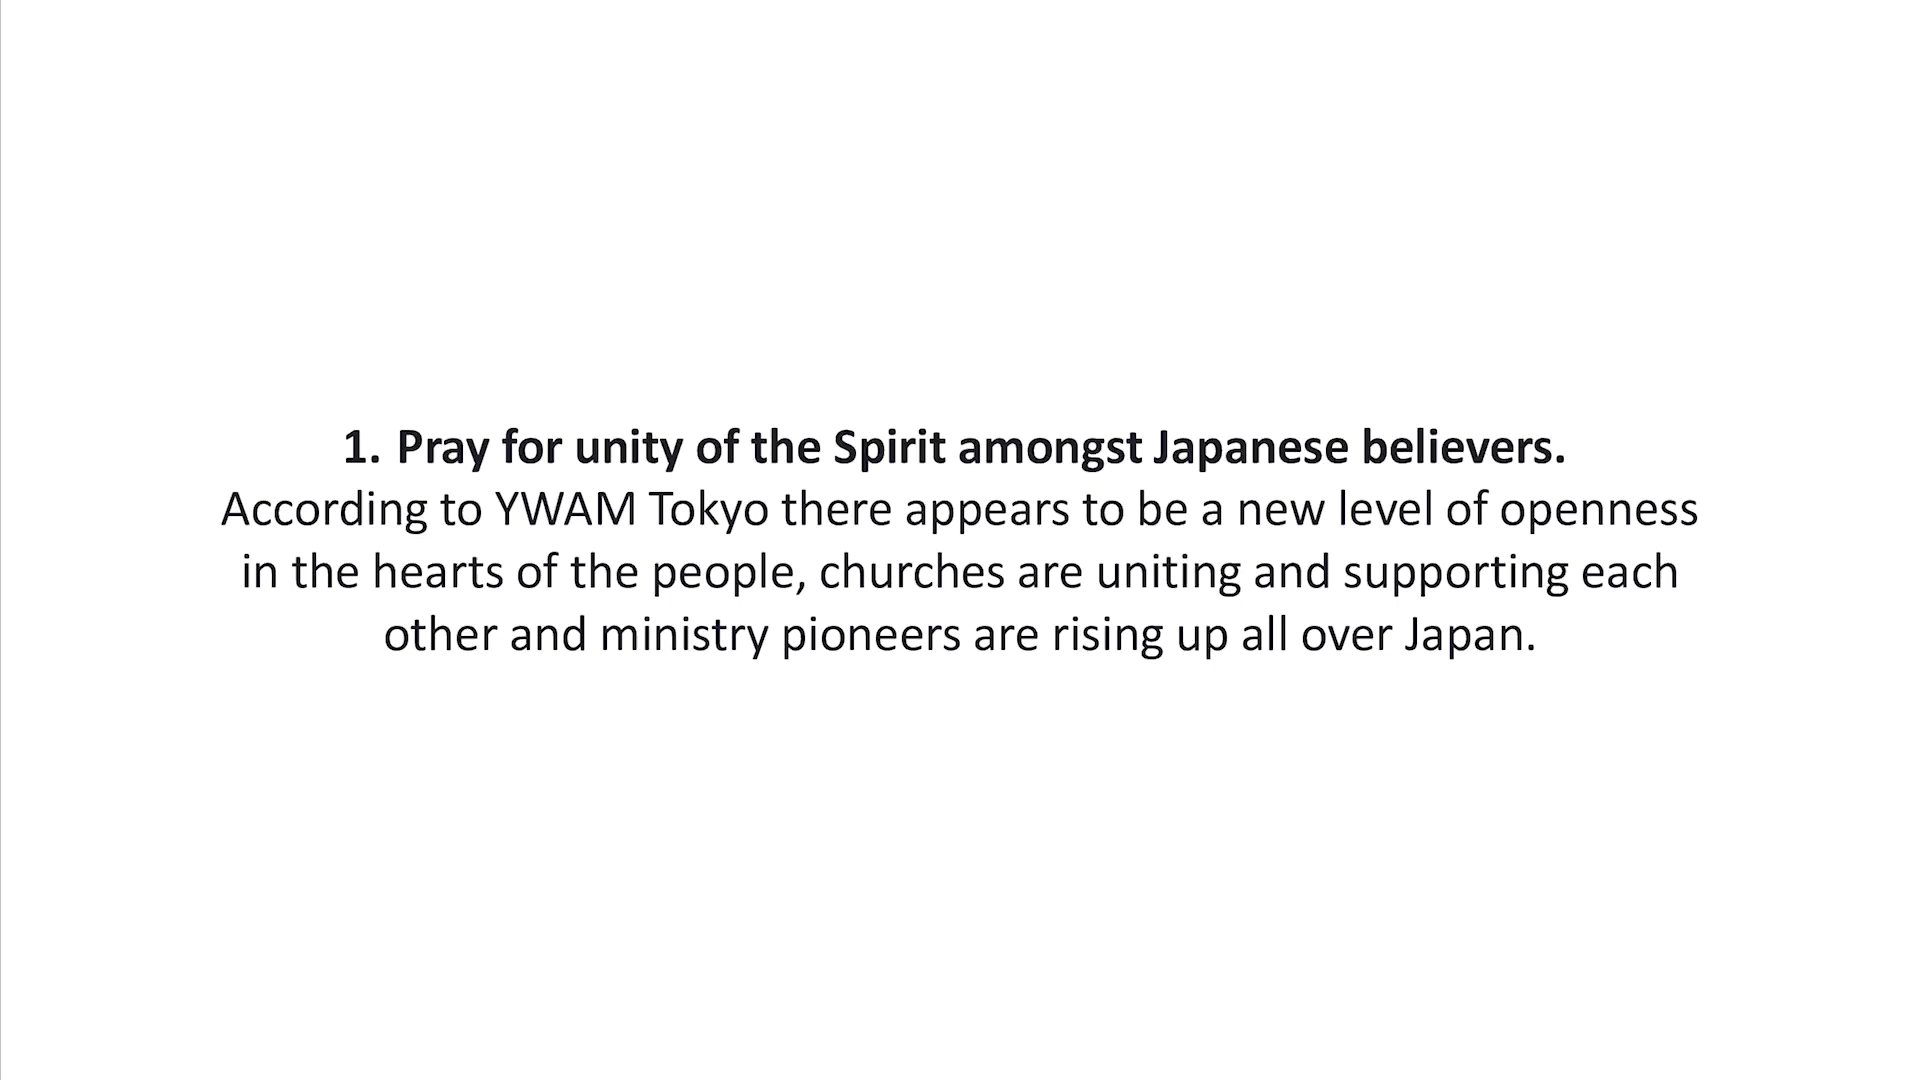 1. Pray for unity of the Spirit amongst Japanese believers.
According to YWAM Tokyo there appears to be a new level of openness
in the hearts of the people, churches are uniting and supporting each
other and ministry pioneers are rising up all over Japan.